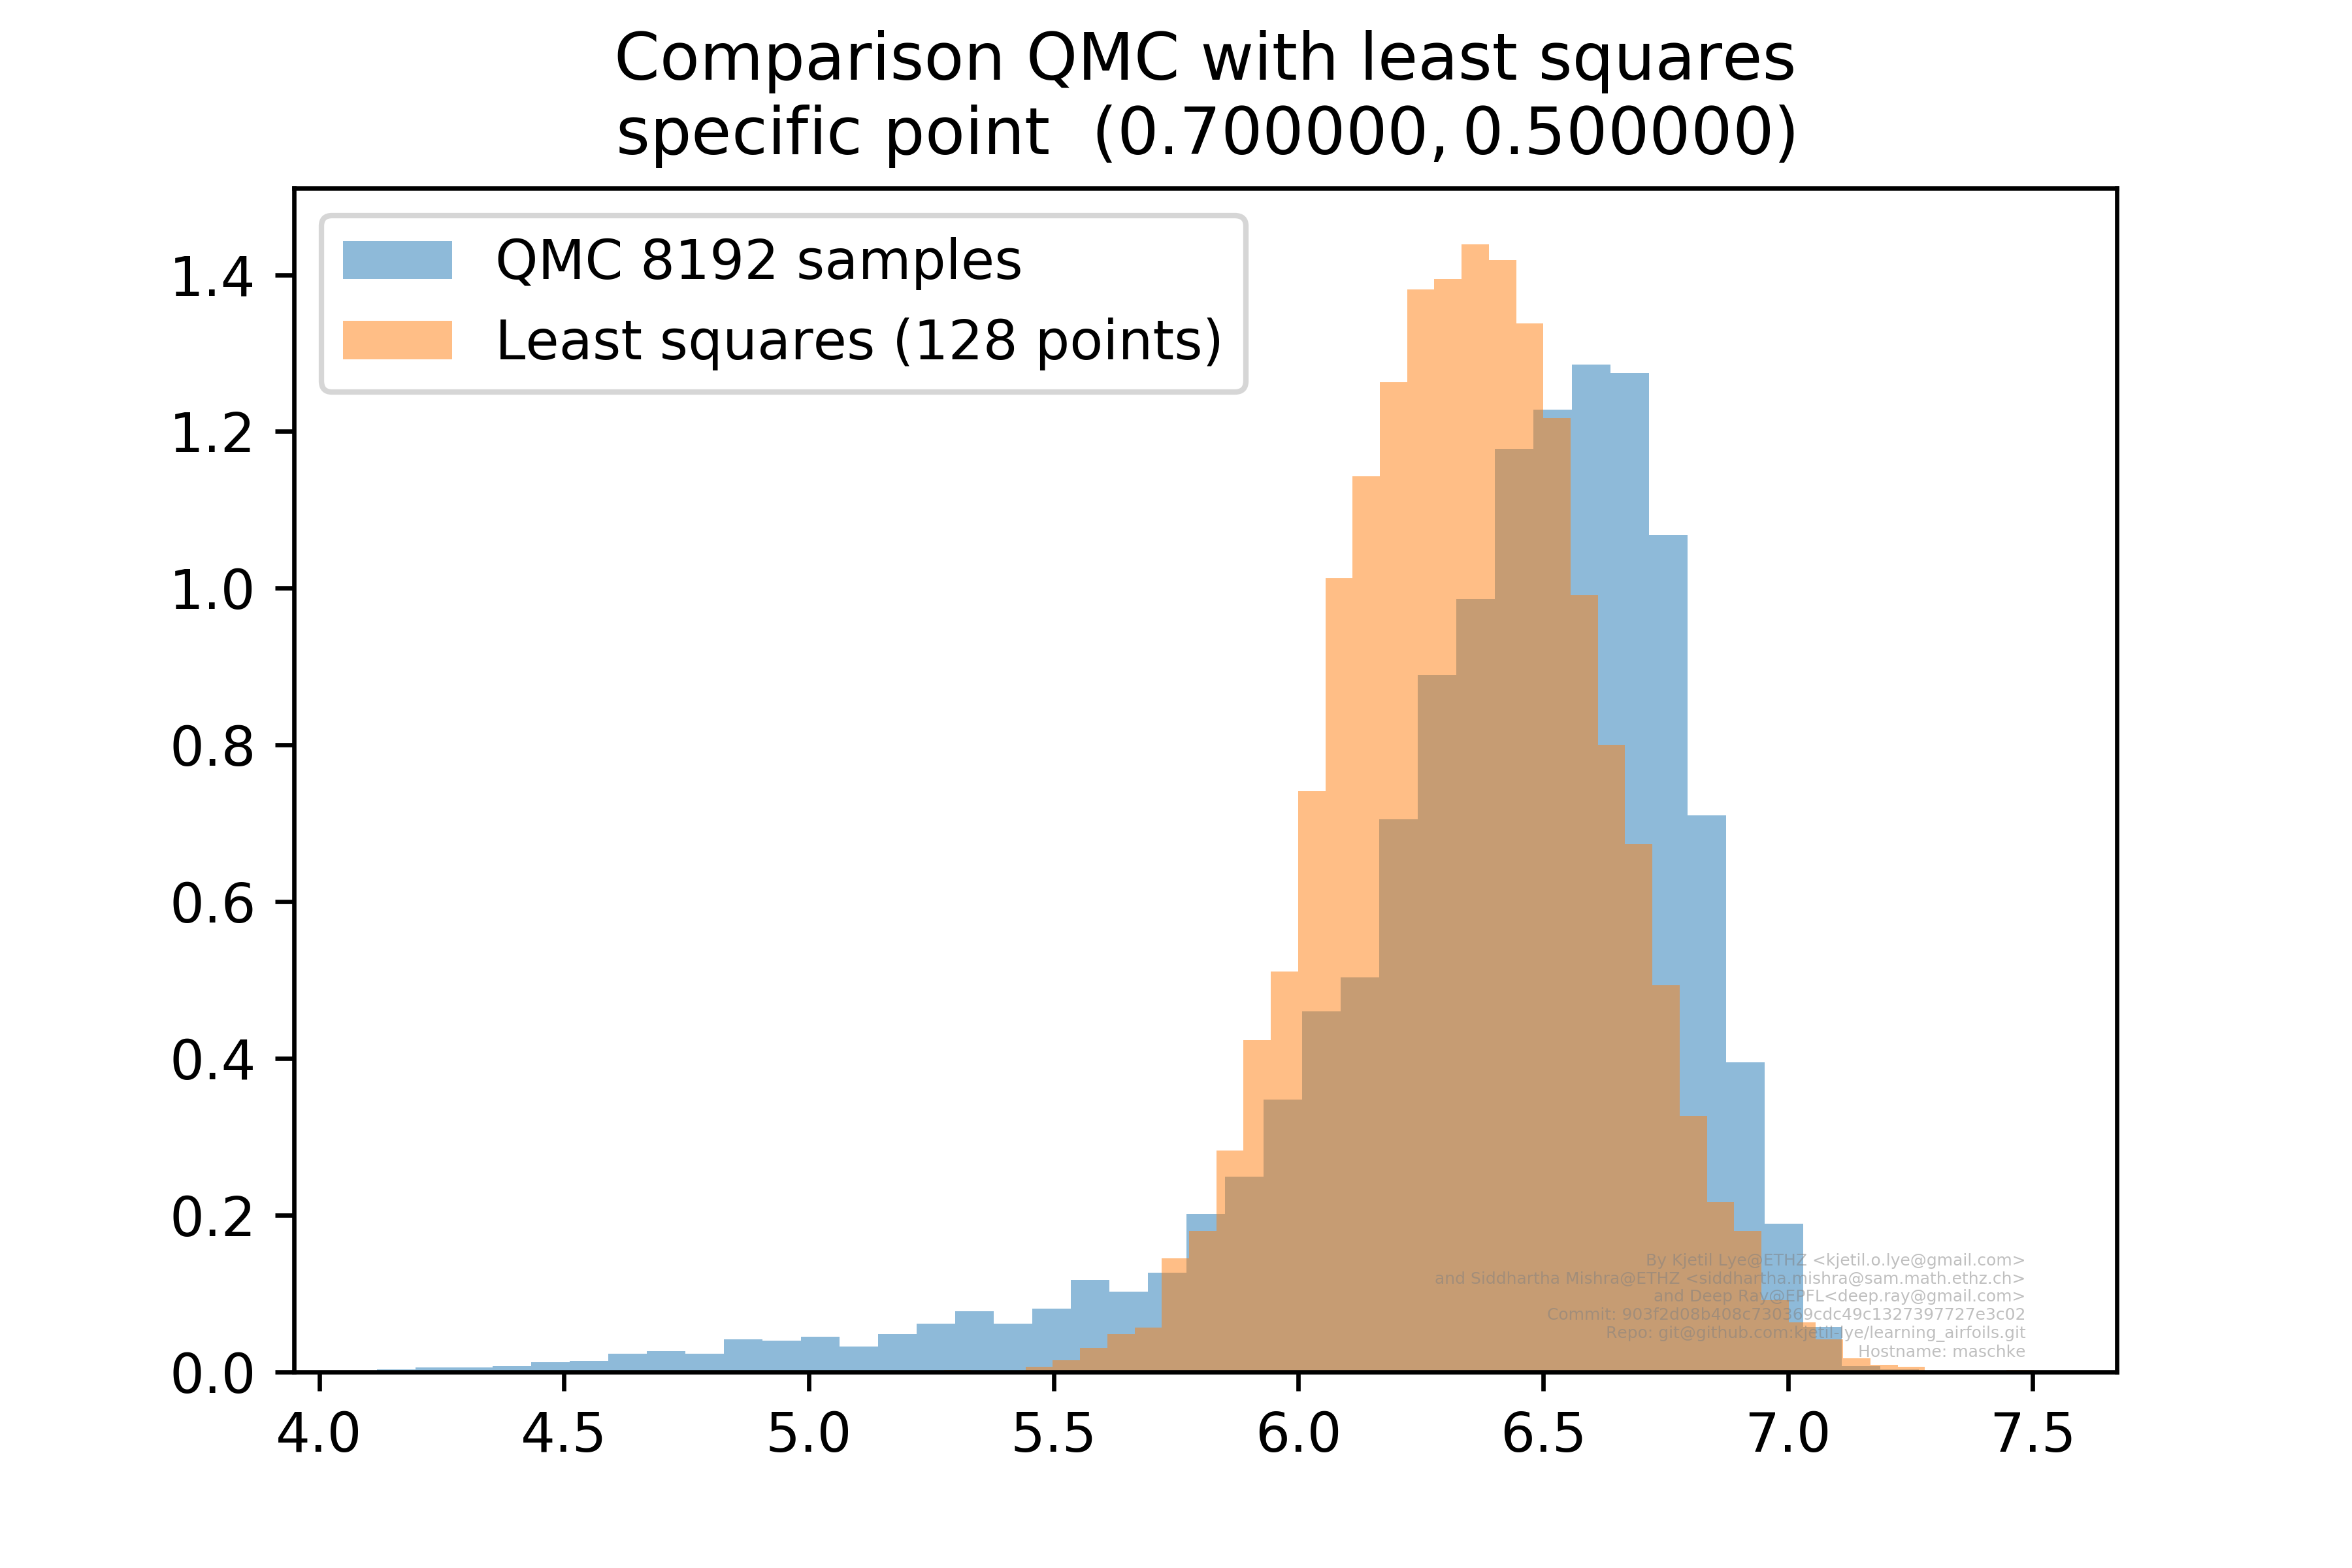 Comparison QMC with least squares
specific point (0.700000, 0.500000)
QMC 8192 samples
Least squares (128 points)
1.4
1.2
1.0
0.8
0.6
0.4
0.2
0.0
4.0 4.5 5.0 5.5 6.0 6.5 7.0 7.5
By Kjetil Lye@ETHZ <kjetil.o.lye@gmail.com>
and Siddhartha Mishra@ETHZ <siddhartha.mishra@sam.math.ethz.ch>
and Deep Ray@EPFL<deep.ray@gmail.com>
Commit: 903f2d08b408c730369cdc49c1327397727e3c02
Repo: git@github.com:kjetil-lye/learning_airfoils.git
Hostname: maschke